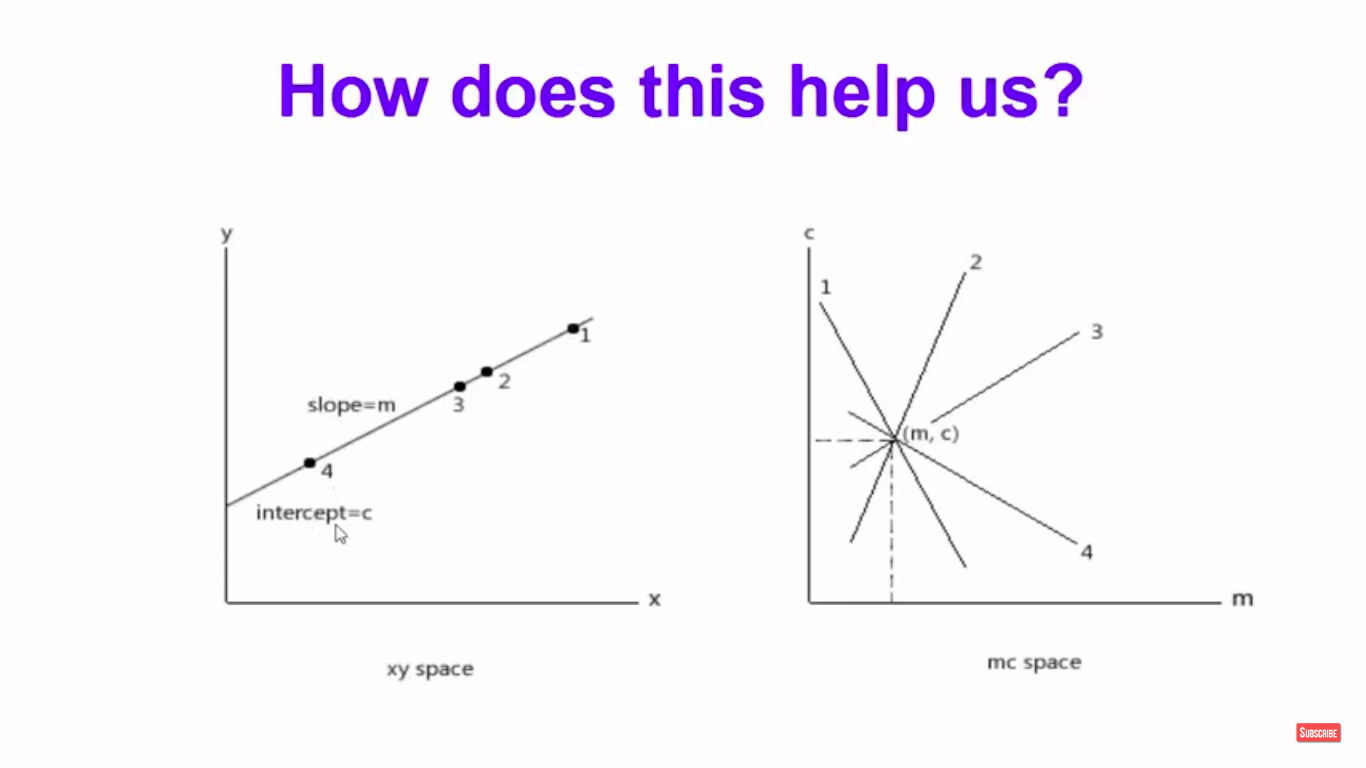 How does this help us?
y
1
2
3
slope=m
4
intercept=c
x
xy space
c
2
1
3
(m, c)
4
m
mc space
SUBSCRIBE